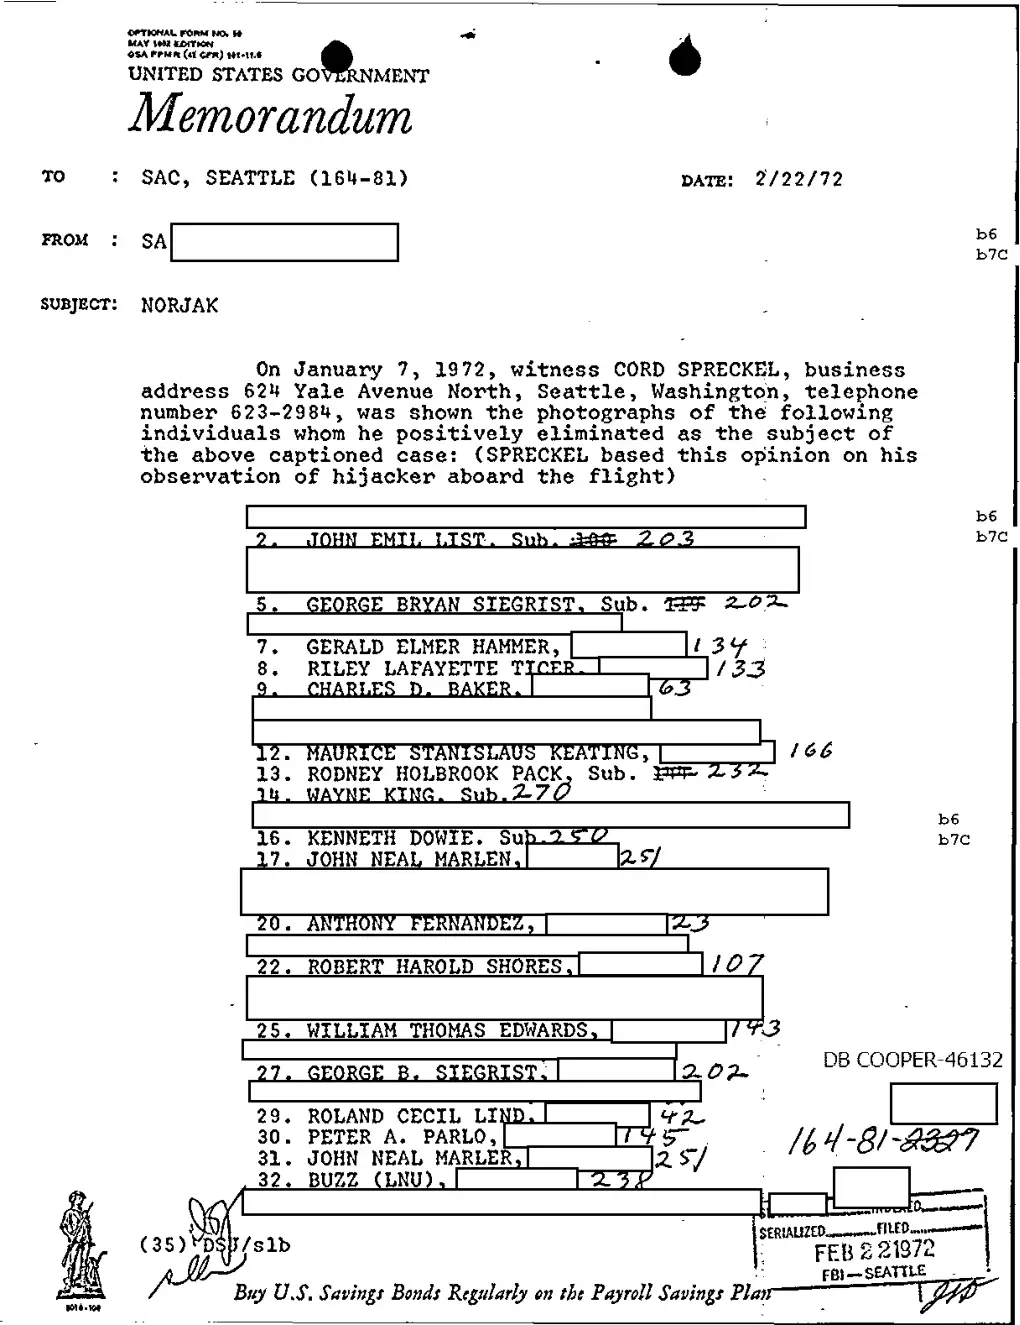 OPTIONAL FORM NO. 10
MAY 1962 EDITION
GSA FPMR (41 CFR) 101-11.6
UNITED STATES GOVERNMENT
Memorandum
TO : SAC, SEATTLE (164-81) DATE: 2/22/72
FROM : SA
b6
b7C
SUBJECT: NORJAK
On January 7, 1972, witness CORD SPRECKEL, business
address 624 Yale Avenue North, Seattle, Washington, telephone
number 623-2984, was shown the photographs of the following
individuals whom he positively eliminated as the subject of
the above captioned case: (SPRECKEL based this opinion on his
observation of hijacker aboard the flight)
b6
b7C
2. JOHN EMIL LIST. Sub. 203
5. GEORGE BRYAN SIEGRIST, Sub. 202
7. GERALD ELMER HAMMER, 134
8. RILEY LAFAYETTE TICER, 133
9. CHARLES D. BAKER, 63
12. MAURICE STANISLAUS KEATING, 166
13. RODNEY HOLBROOK PACK, Sub. 232
14. WAYNE KING. Sub. 270
b6
b7C
16. KENNETH DOWIE. Sub. 250
17. JOHN NEAL MARLEN, 251
20. ANTHONY FERNANDEZ, 23
22. ROBERT HAROLD SHORES, 107
25. WILLIAM THOMAS EDWARDS, 143
27. GEORGE B. SIEGRIST, 202
29. ROLAND CECIL LIND, 42
30. PETER A. PARLO, 145
31. JOHN NEAL MARLER, 251
32. BUZZ (LNU), 238
DB COOPER-46132
164-81-2327
SERIALIZED FILED
FEB 2 2 1972
FBI — SEATTLE
(35) DSJ/slb
Buy U.S. Savings Bonds Regularly on the Payroll Savings Plan
5010-108